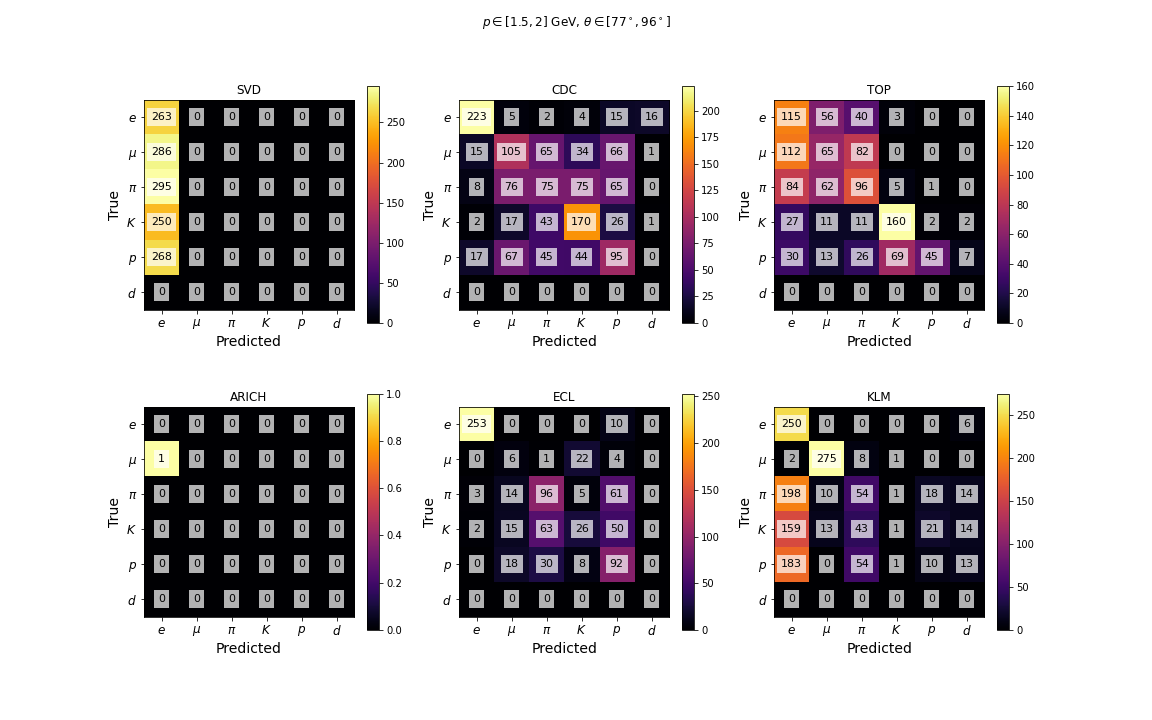 p ∈ [1.5, 2] GeV, θ ∈ [77°, 96°]
SVD
True
e 263 0 0 0 0 0
μ 286 0 0 0 0 0
π 295 0 0 0 0 0
K 250 0 0 0 0 0
p 268 0 0 0 0 0
d 0 0 0 0 0 0
e μ π K p d
Predicted
250
200
150
100
50
0
CDC
True
e 223 5 2 4 15 16
μ 15 105 65 34 66 1
π 8 76 75 75 65 0
K 2 17 43 170 26 1
p 17 67 45 44 95 0
d 0 0 0 0 0 0
e μ π K p d
Predicted
200
175
150
125
100
75
50
25
0
TOP
True
e 115 56 40 3 0 0
μ 112 65 82 0 0 0
π 84 62 96 5 1 0
K 27 11 11 160 2 2
p 30 13 26 69 45 7
d 0 0 0 0 0 0
e μ π K p d
Predicted
160
140
120
100
80
60
40
20
0
ARICH
True
e 0 0 0 0 0 0
μ 1 0 0 0 0 0
π 0 0 0 0 0 0
K 0 0 0 0 0 0
p 0 0 0 0 0 0
d 0 0 0 0 0 0
e μ π K p d
Predicted
1.0
0.8
0.6
0.4
0.2
0.0
ECL
True
e 253 0 0 0 10 0
μ 0 6 1 22 4 0
π 3 14 96 5 61 0
K 2 15 63 26 50 0
p 0 18 30 8 92 0
d 0 0 0 0 0 0
e μ π K p d
Predicted
250
200
150
100
50
0
KLM
True
e 250 0 0 0 0 6
μ 2 275 8 1 0 0
π 198 10 54 1 18 14
K 159 13 43 1 21 14
p 183 0 54 1 10 13
d 0 0 0 0 0 0
e μ π K p d
Predicted
250
200
150
100
50
0